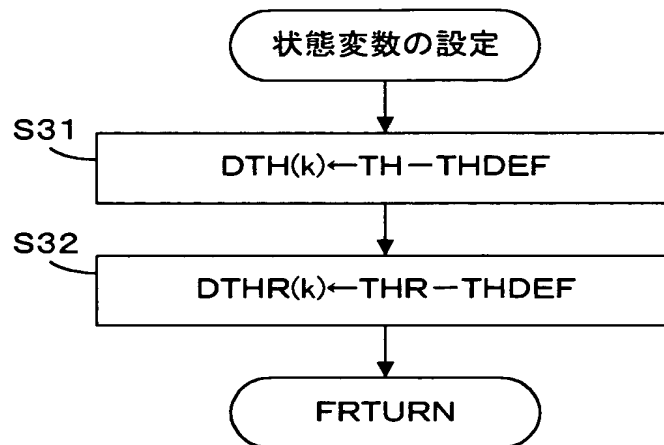 状態変数の設定
S31
DTH(k)←TH－THDEF
S32
DTHR(k)←THR－THDEF
FRTURN